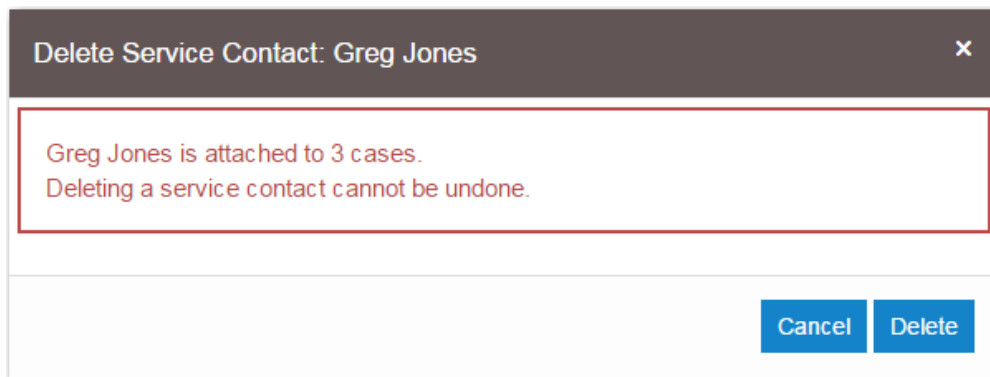 Delete Service Contact: Greg Jones ×
Greg Jones is attached to 3 cases.
Deleting a service contact cannot be undone.
Cancel Delete